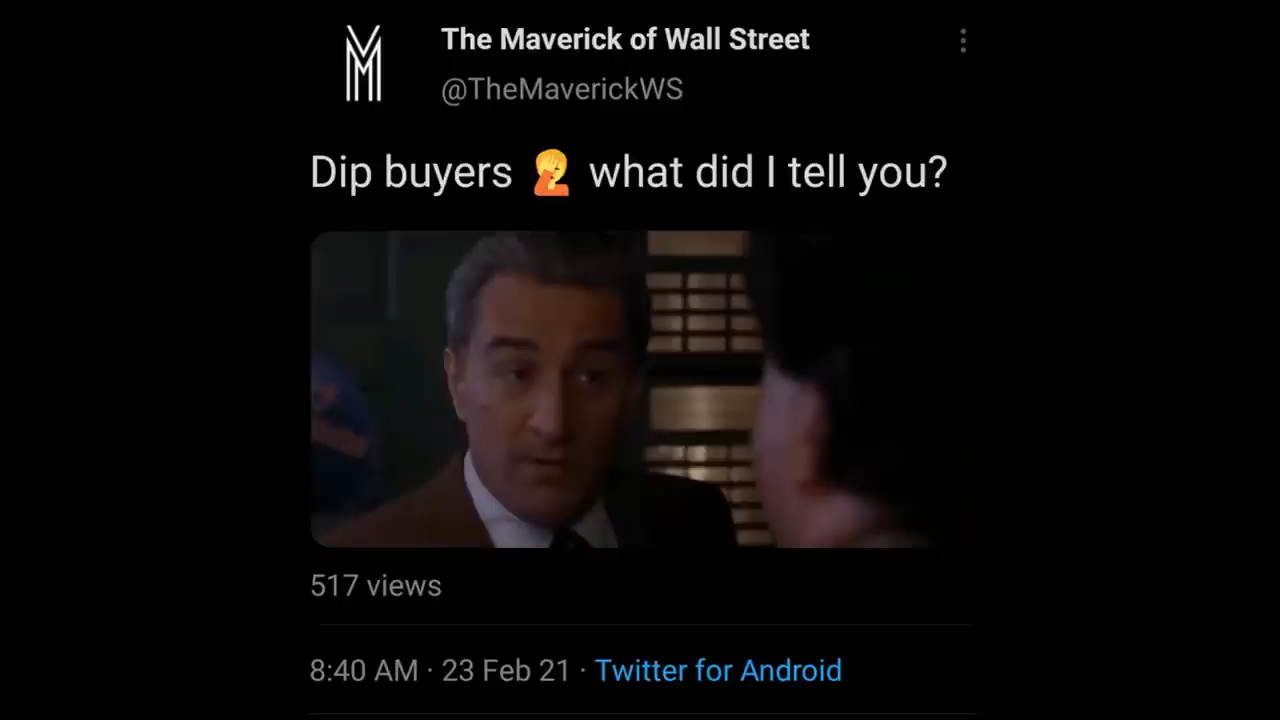 The Maverick of Wall Street
@TheMaverickWS
Dip buyers 🤦 what did I tell you?
517 views
8:40 AM · 23 Feb 21 · Twitter for Android